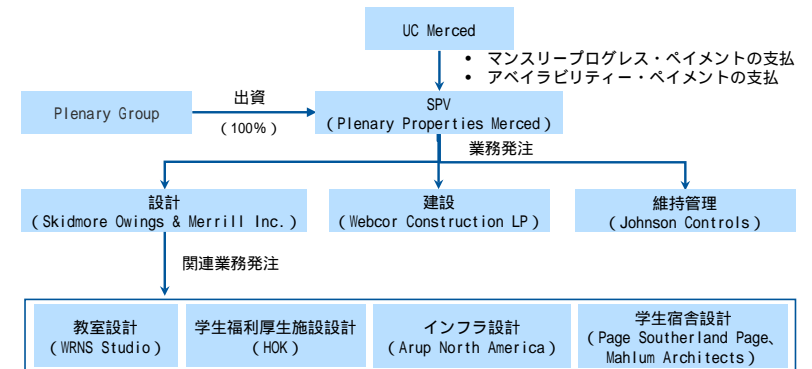 UC Merced
• マンスリープログレス・ペイメントの支払
• アベイラビリティー・ペイメントの支払
Plenary Group
出資
（100%）
SPV
（Plenary Properties Merced）
業務発注
設計
（Skidmore Owings & Merrill Inc.）
建設
（Webcor Construction LP）
維持管理
（Johnson Controls）
関連業務発注
教室設計
（WRNS Studio）
学生福利厚生施設設計
（HOK）
インフラ設計
（Arup North America）
学生宿舎設計
（Page Southerland Page、
Mahlum Architects）